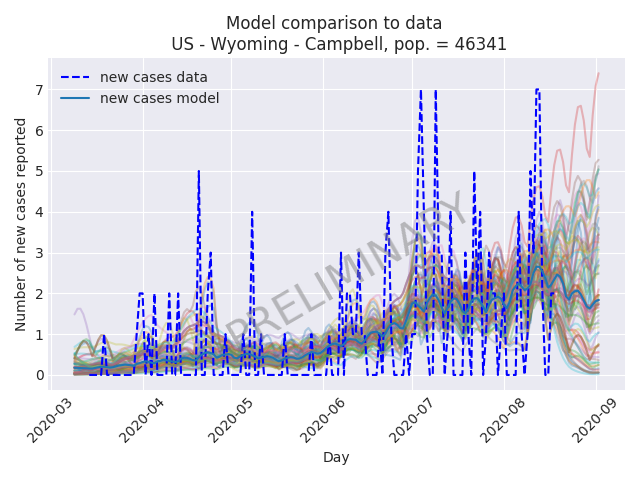 Model comparison to data
US - Wyoming - Campbell, pop. = 46341
new cases data
new cases model
PRELIMINARY
Number of new cases reported
7
6
5
4
3
2
1
0
2020-03
2020-04
2020-05
2020-06
2020-07
2020-08
2020-09
Day